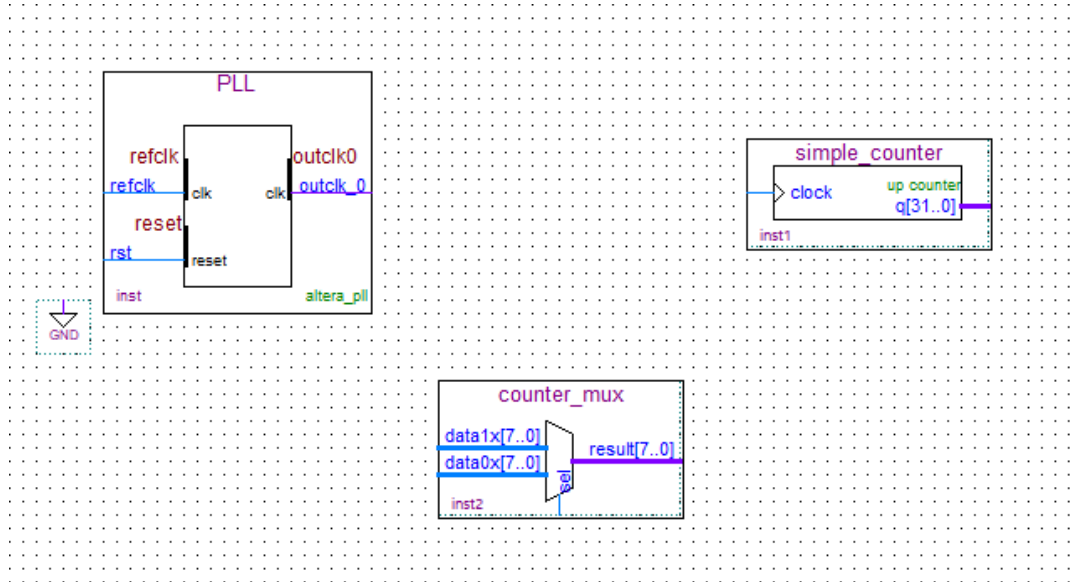 PLL
refclk
outclk0
refclk
clk
clk
outclk_0
reset
rst
reset
inst
altera_pll
GND
simple_counter
clock
up counter
q[31..0]
inst1
counter_mux
data1x[7..0]
data0x[7..0]
result[7..0]
sel
inst2